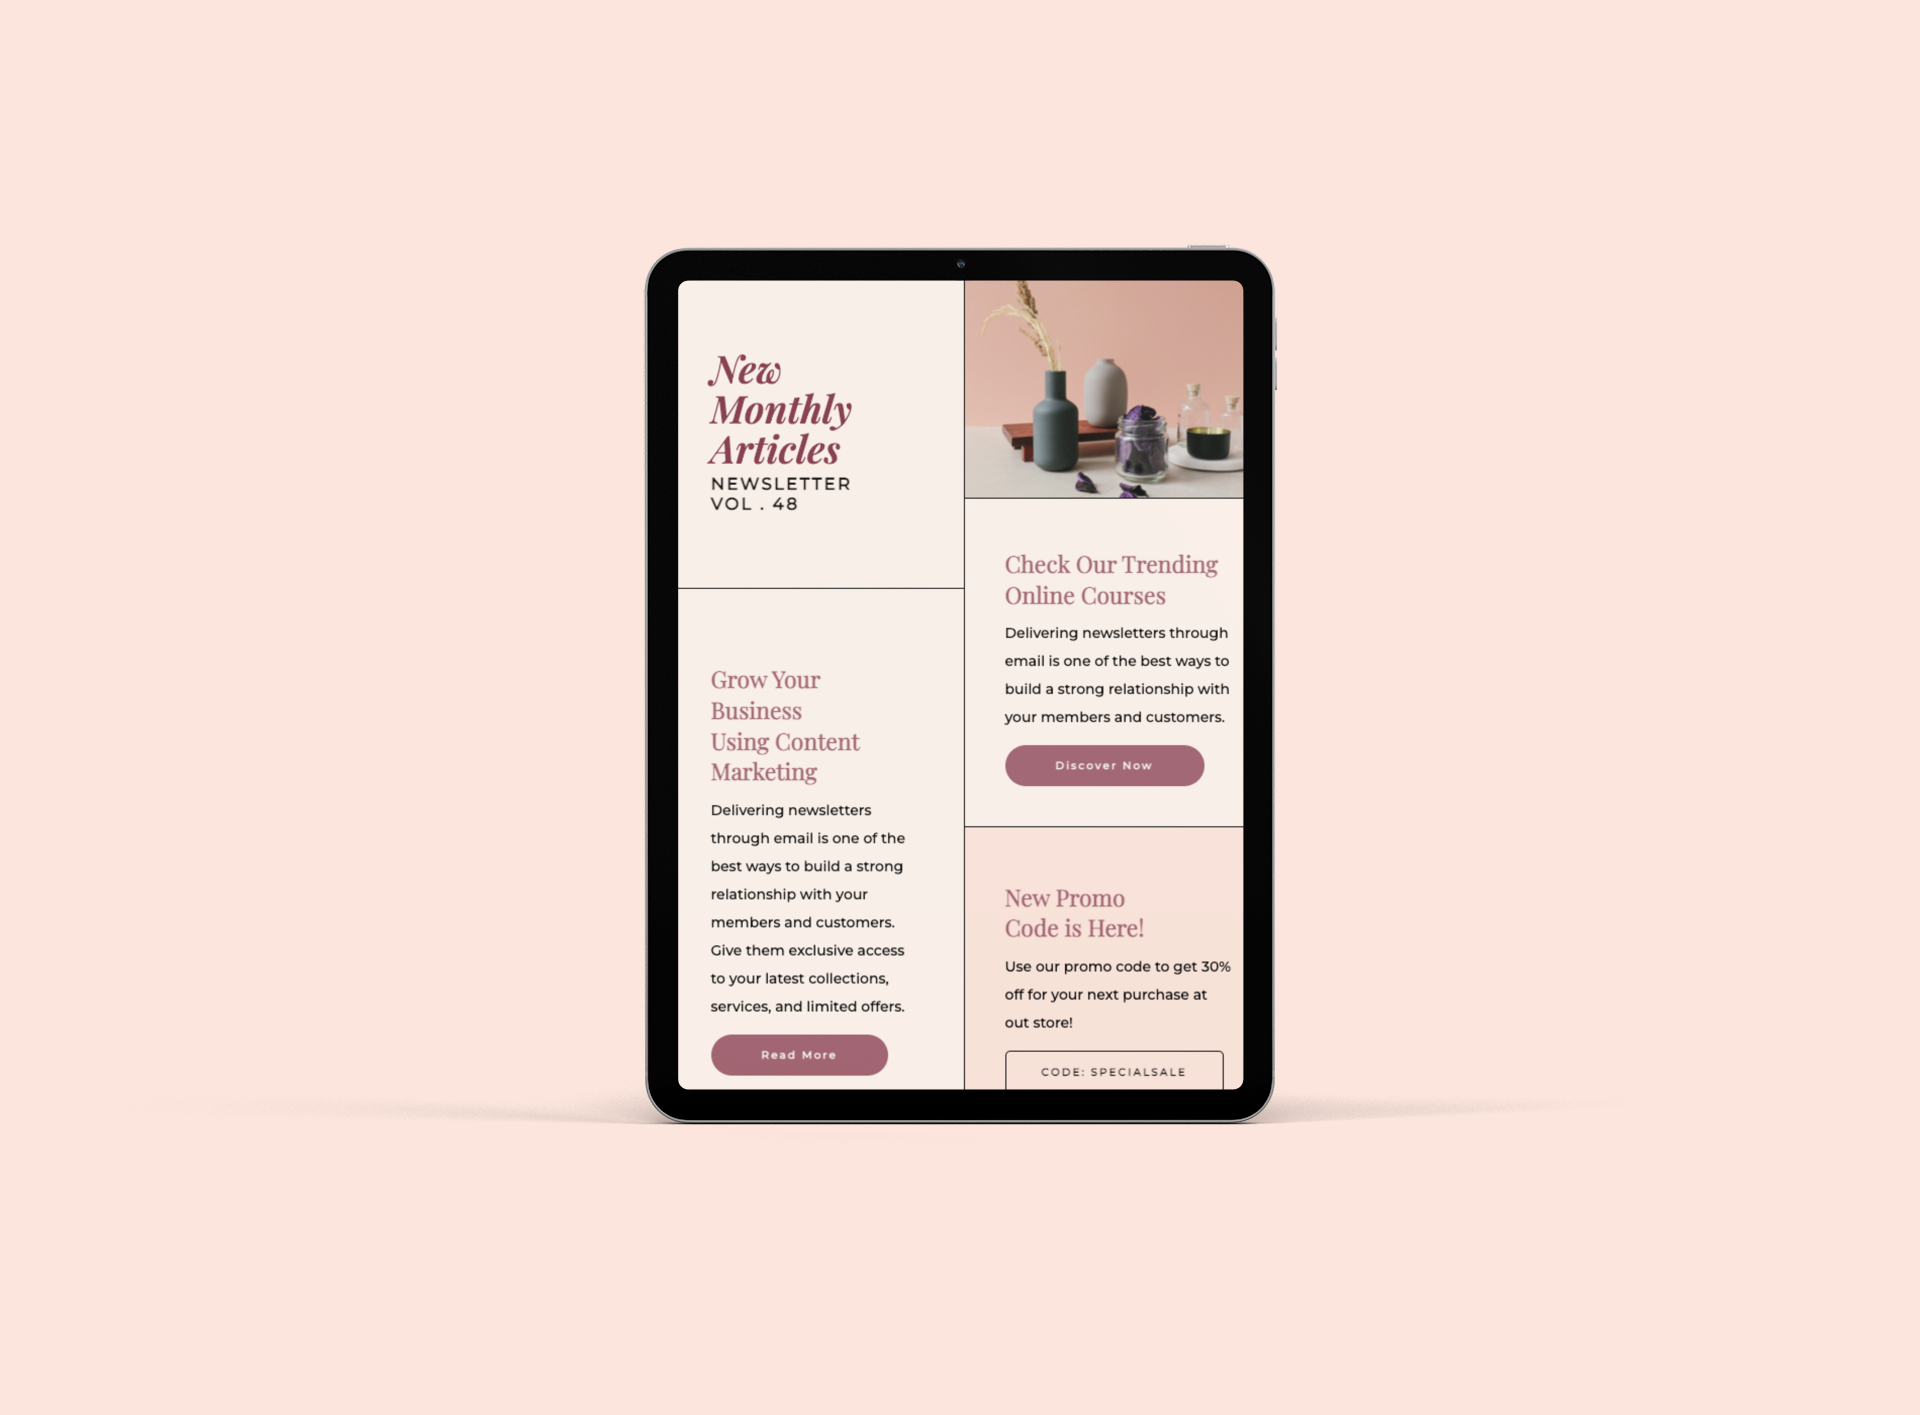 New
Monthly
Articles
NEWSLETTER
VOL . 48
Grow Your
Business
Using Content
Marketing
Delivering newsletters
through email is one of the
best ways to build a strong
relationship with your
members and customers.
Give them exclusive access
to your latest collections,
services, and limited offers.
Read More
Check Our Trending
Online Courses
Delivering newsletters through
email is one of the best ways to
build a strong relationship with
your members and customers.
Discover Now
New Promo
Code is Here!
Use our promo code to get 30%
off for your next purchase at
out store!
CODE: SPECIALSALE